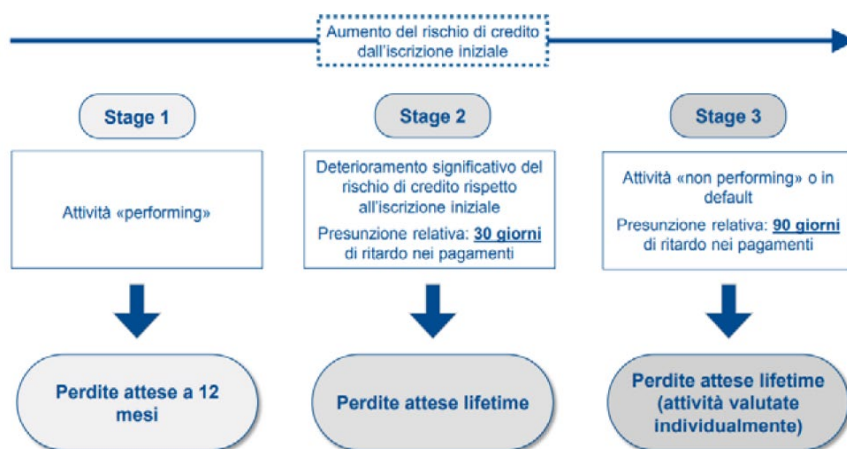 Aumento del rischio di credito
dall'iscrizione iniziale
Stage 1
Stage 2
Stage 3
Attività «performing»
Deterioramento significativo del
rischio di credito rispetto
all'iscrizione iniziale
Presunzione relativa: 30 giorni
di ritardo nei pagamenti
Attività «non performing» o in
default
Presunzione relativa: 90 giorni
di ritardo nei pagamenti
Perdite attese a 12
mesi
Perdite attese lifetime
Perdite attese lifetime
(attività valutate
individualmente)